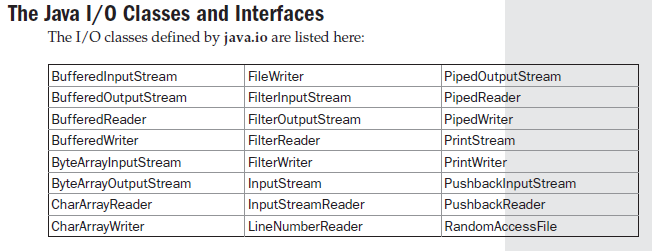 The Java I/O Classes and Interfaces
The I/O classes defined by java.io are listed here:
BufferedInputStream FileWriter PipedOutputStream
BufferedOutputStream FilterInputStream PipedReader
BufferedReader FilterOutputStream PipedWriter
BufferedWriter FilterReader PrintStream
ByteArrayInputStream FilterWriter PrintWriter
ByteArrayOutputStream InputStream PushbackInputStream
CharArrayReader InputStreamReader PushbackReader
CharArrayWriter LineNumberReader RandomAccessFile